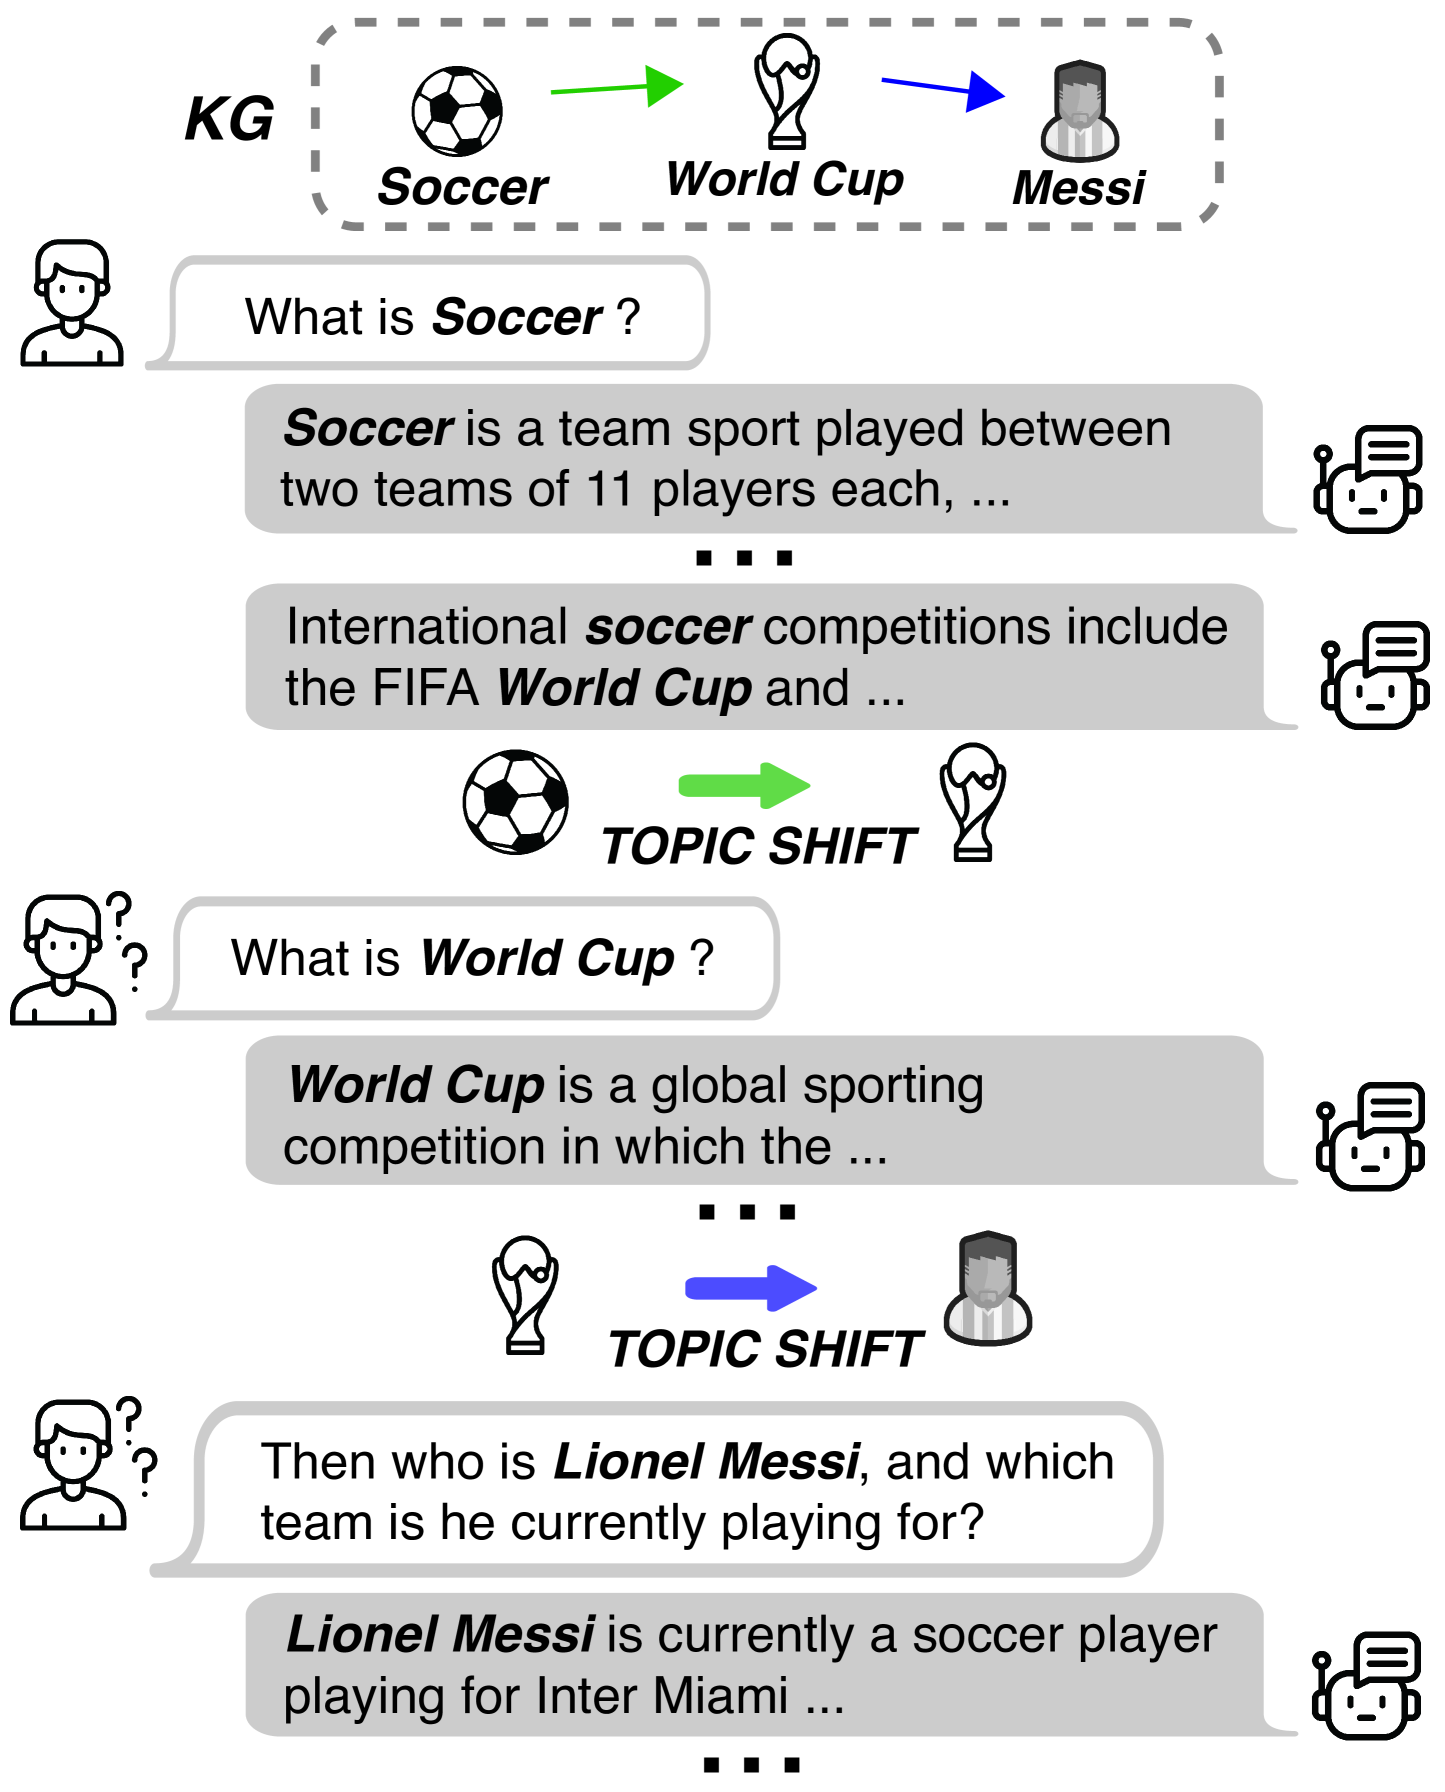 KG
Soccer
World Cup
Messi
What is Soccer ?
Soccer is a team sport played between
two teams of 11 players each, ...
...
International soccer competitions include
the FIFA World Cup and ...
TOPIC SHIFT
What is World Cup ?
World Cup is a global sporting
competition in which the ...
...
TOPIC SHIFT
Then who is Lionel Messi, and which
team is he currently playing for?
Lionel Messi is currently a soccer player
playing for Inter Miami ...
...